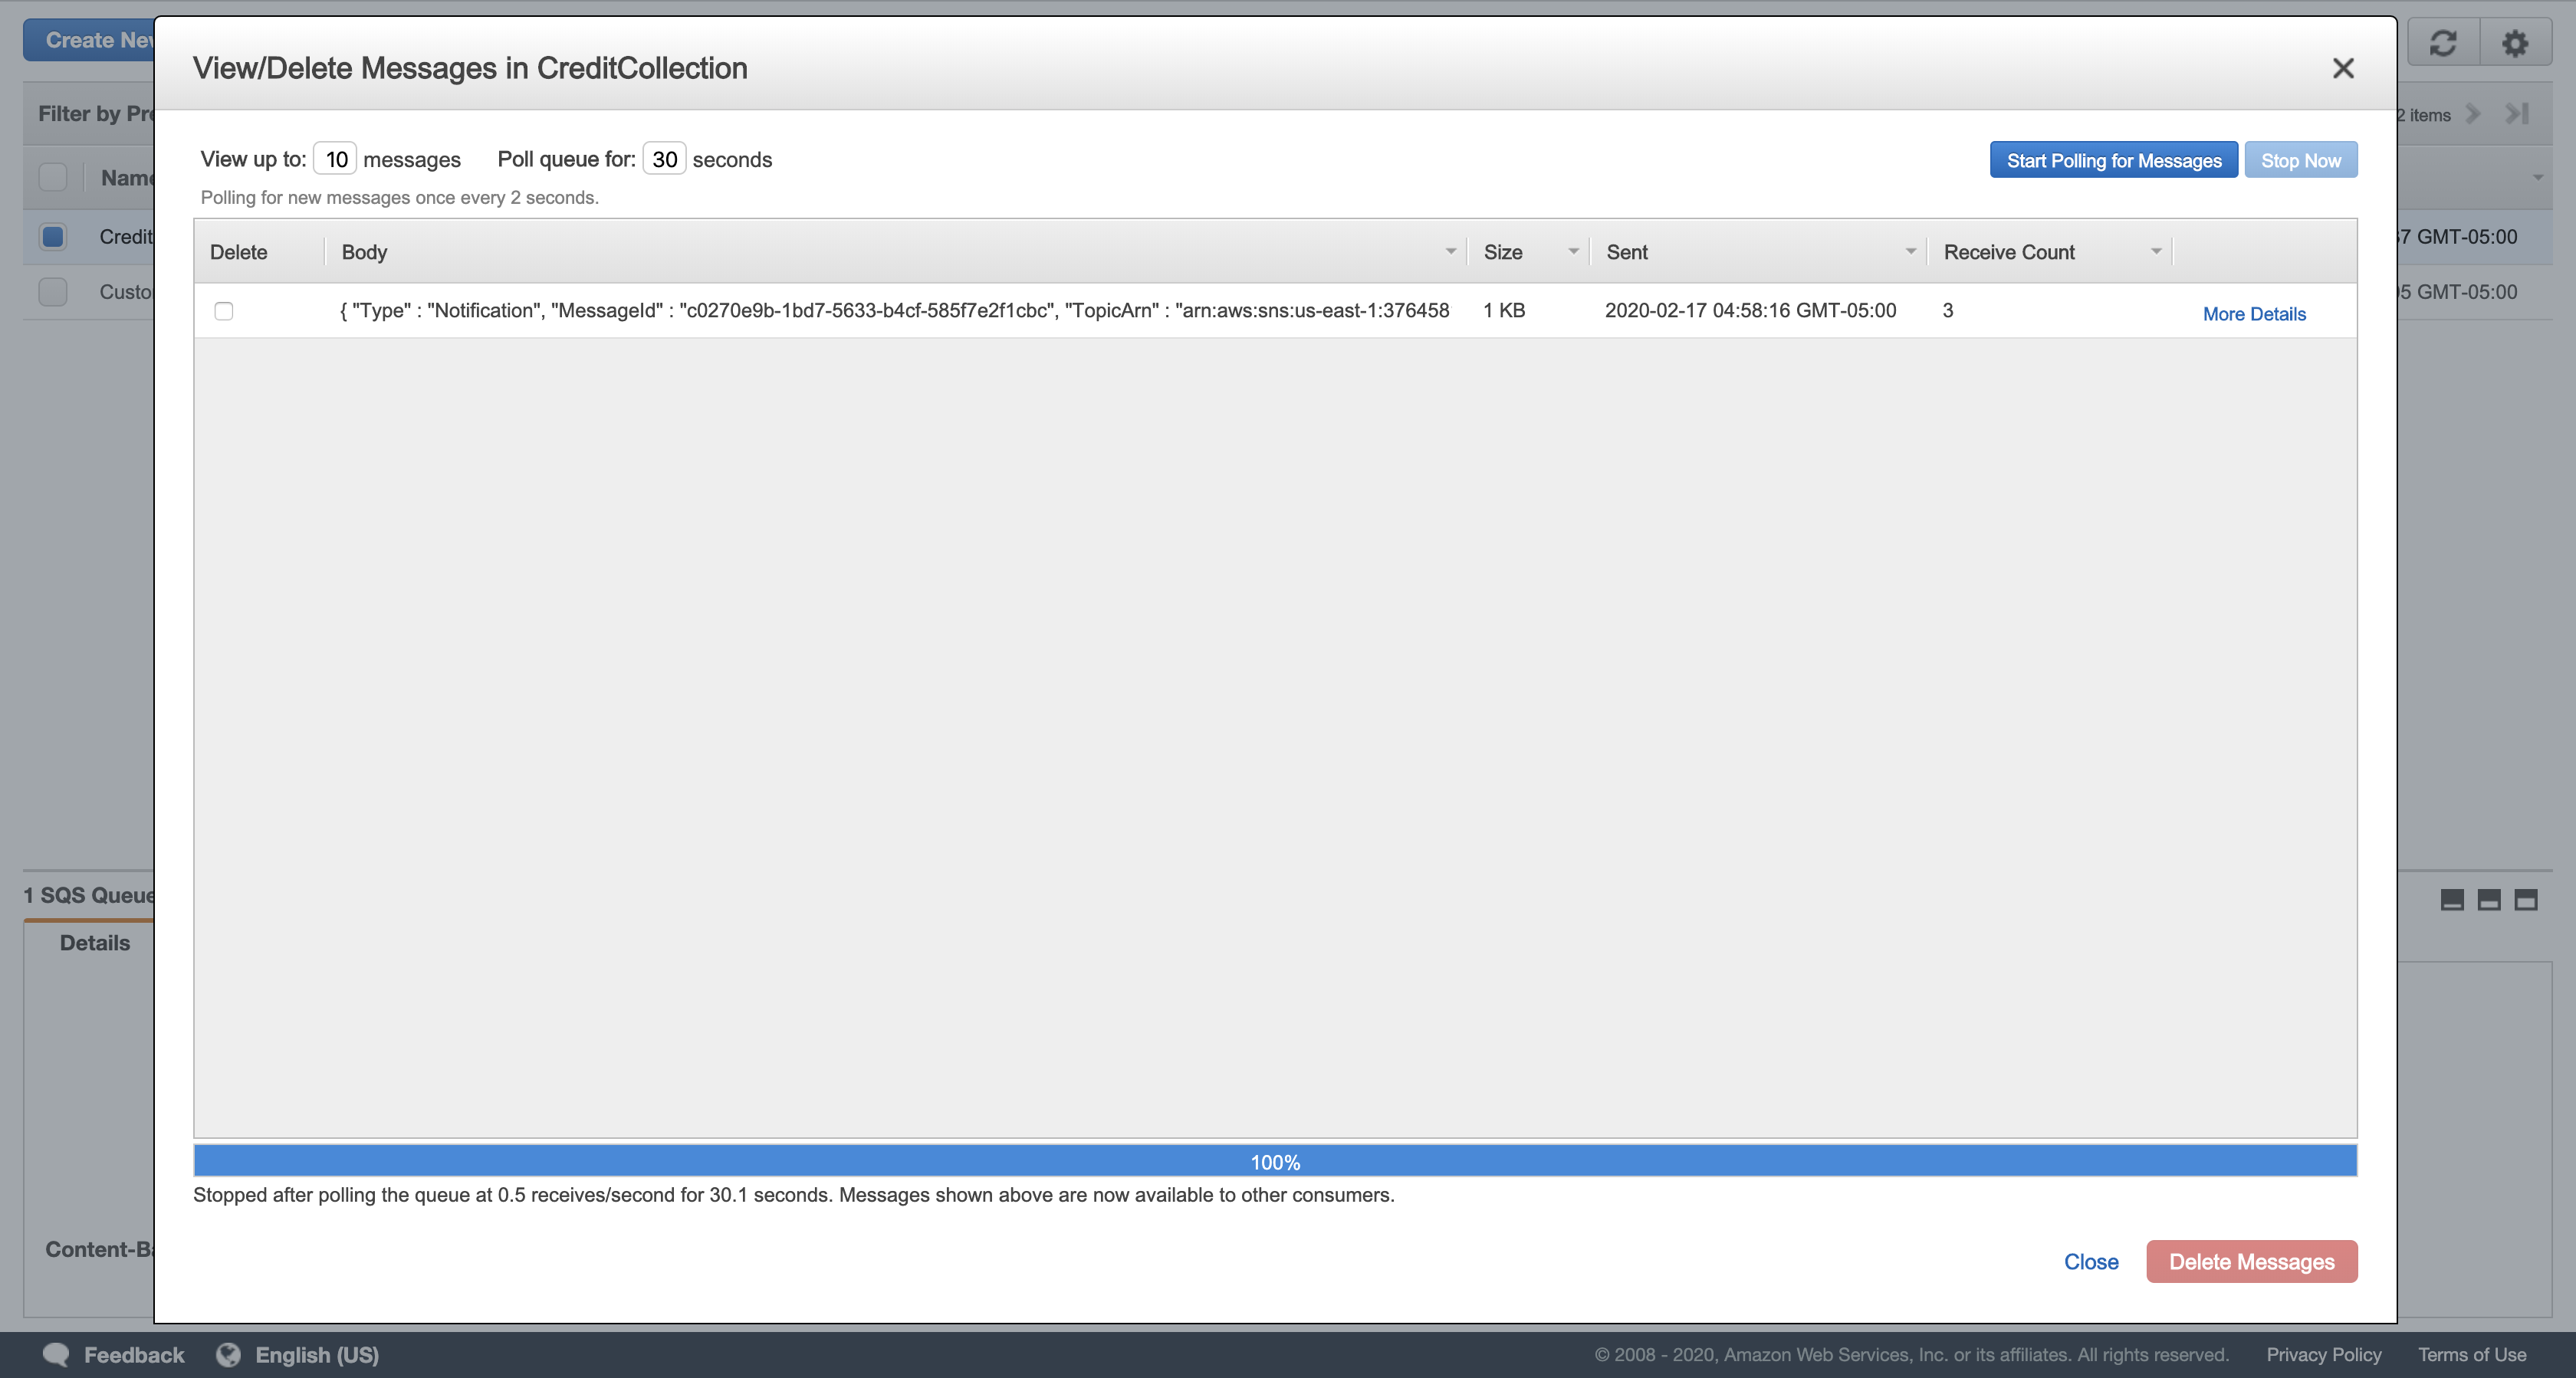 Create Nev
View/Delete Messages in CreditCollection
Filter by Pre
2 items
View up to: 10 messages Poll queue for: 30 seconds
Start Polling for Messages Stop Now
Polling for new messages once every 2 seconds.
Name
Delete Body Size Sent Receive Count
Credit
7 GMT-05:00
{ "Type" : "Notification", "MessageId" : "c0270e9b-1bd7-5633-b4cf-585f7e2f1cbc", "TopicArn" : "arn:aws:sns:us-east-1:376458 1 KB 2020-02-17 04:58:16 GMT-05:00 3 More Details
Custo
5 GMT-05:00
1 SQS Queue
Details
100%
Stopped after polling the queue at 0.5 receives/second for 30.1 seconds. Messages shown above are now available to other consumers.
Content-Ba
Close Delete Messages
Feedback English (US) © 2008 - 2020, Amazon Web Services, Inc. or its affiliates. All rights reserved. Privacy Policy Terms of Use